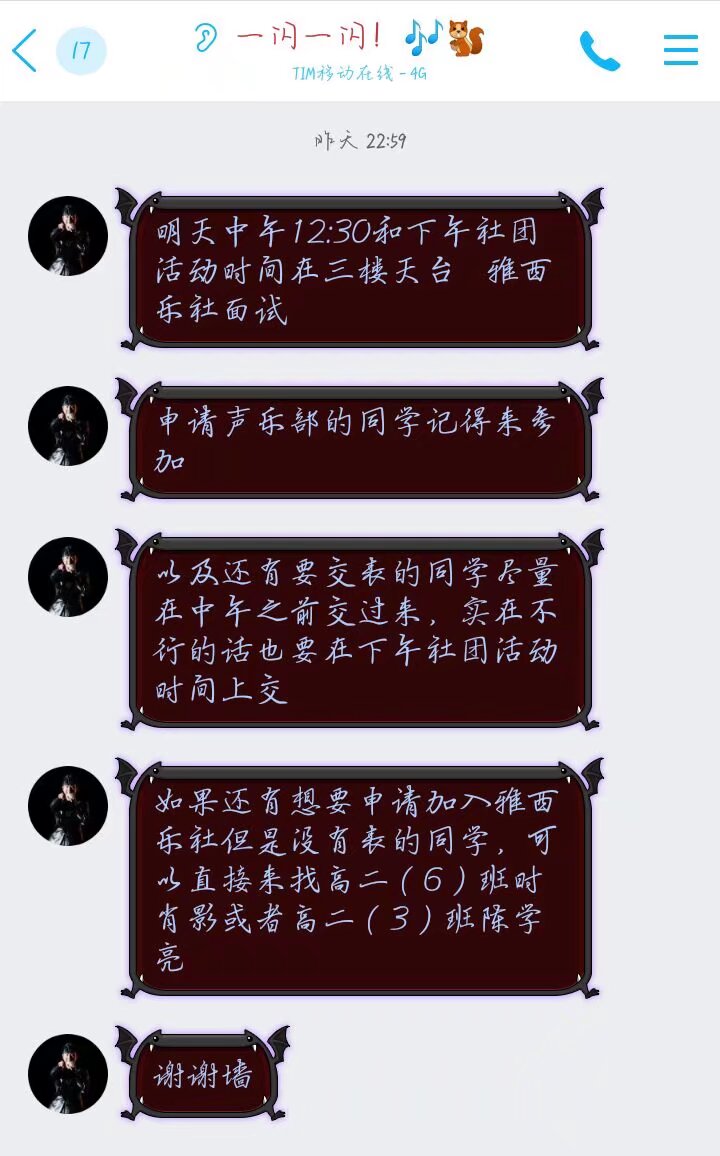 17
一闪一闪！
TIM移动在线 - 4G
昨天 22:59
明天中午12:30和下午社团
活动时间在三楼天台 雅西
乐社面试
申请声乐部的同学记得来参
加
以及还有要交表的同学尽量
在中午之前交过来，实在不
行的话也要在下午社团活动
时间上交
如果还有想要申请加入雅西
乐社但是没有表的同学，可
以直接来找高二（6）班时
肖影或者高二（3）班陈学
亮
谢谢墙